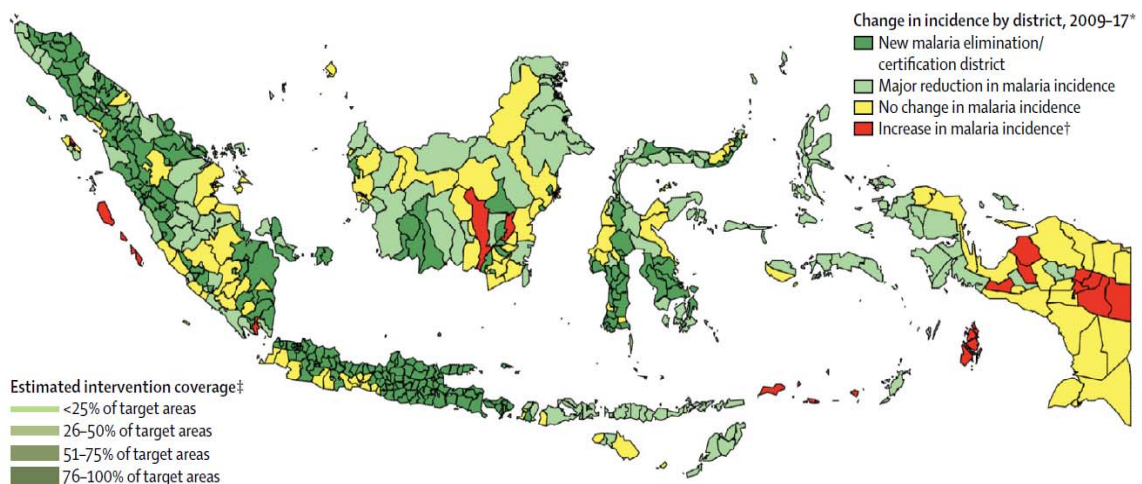 Change in incidence by district, 2009–17*
New malaria elimination/
certification district
Major reduction in malaria incidence
No change in malaria incidence
Increase in malaria incidence†
Estimated intervention coverage‡
<25% of target areas
26–50% of target areas
51–75% of target areas
76–100% of target areas